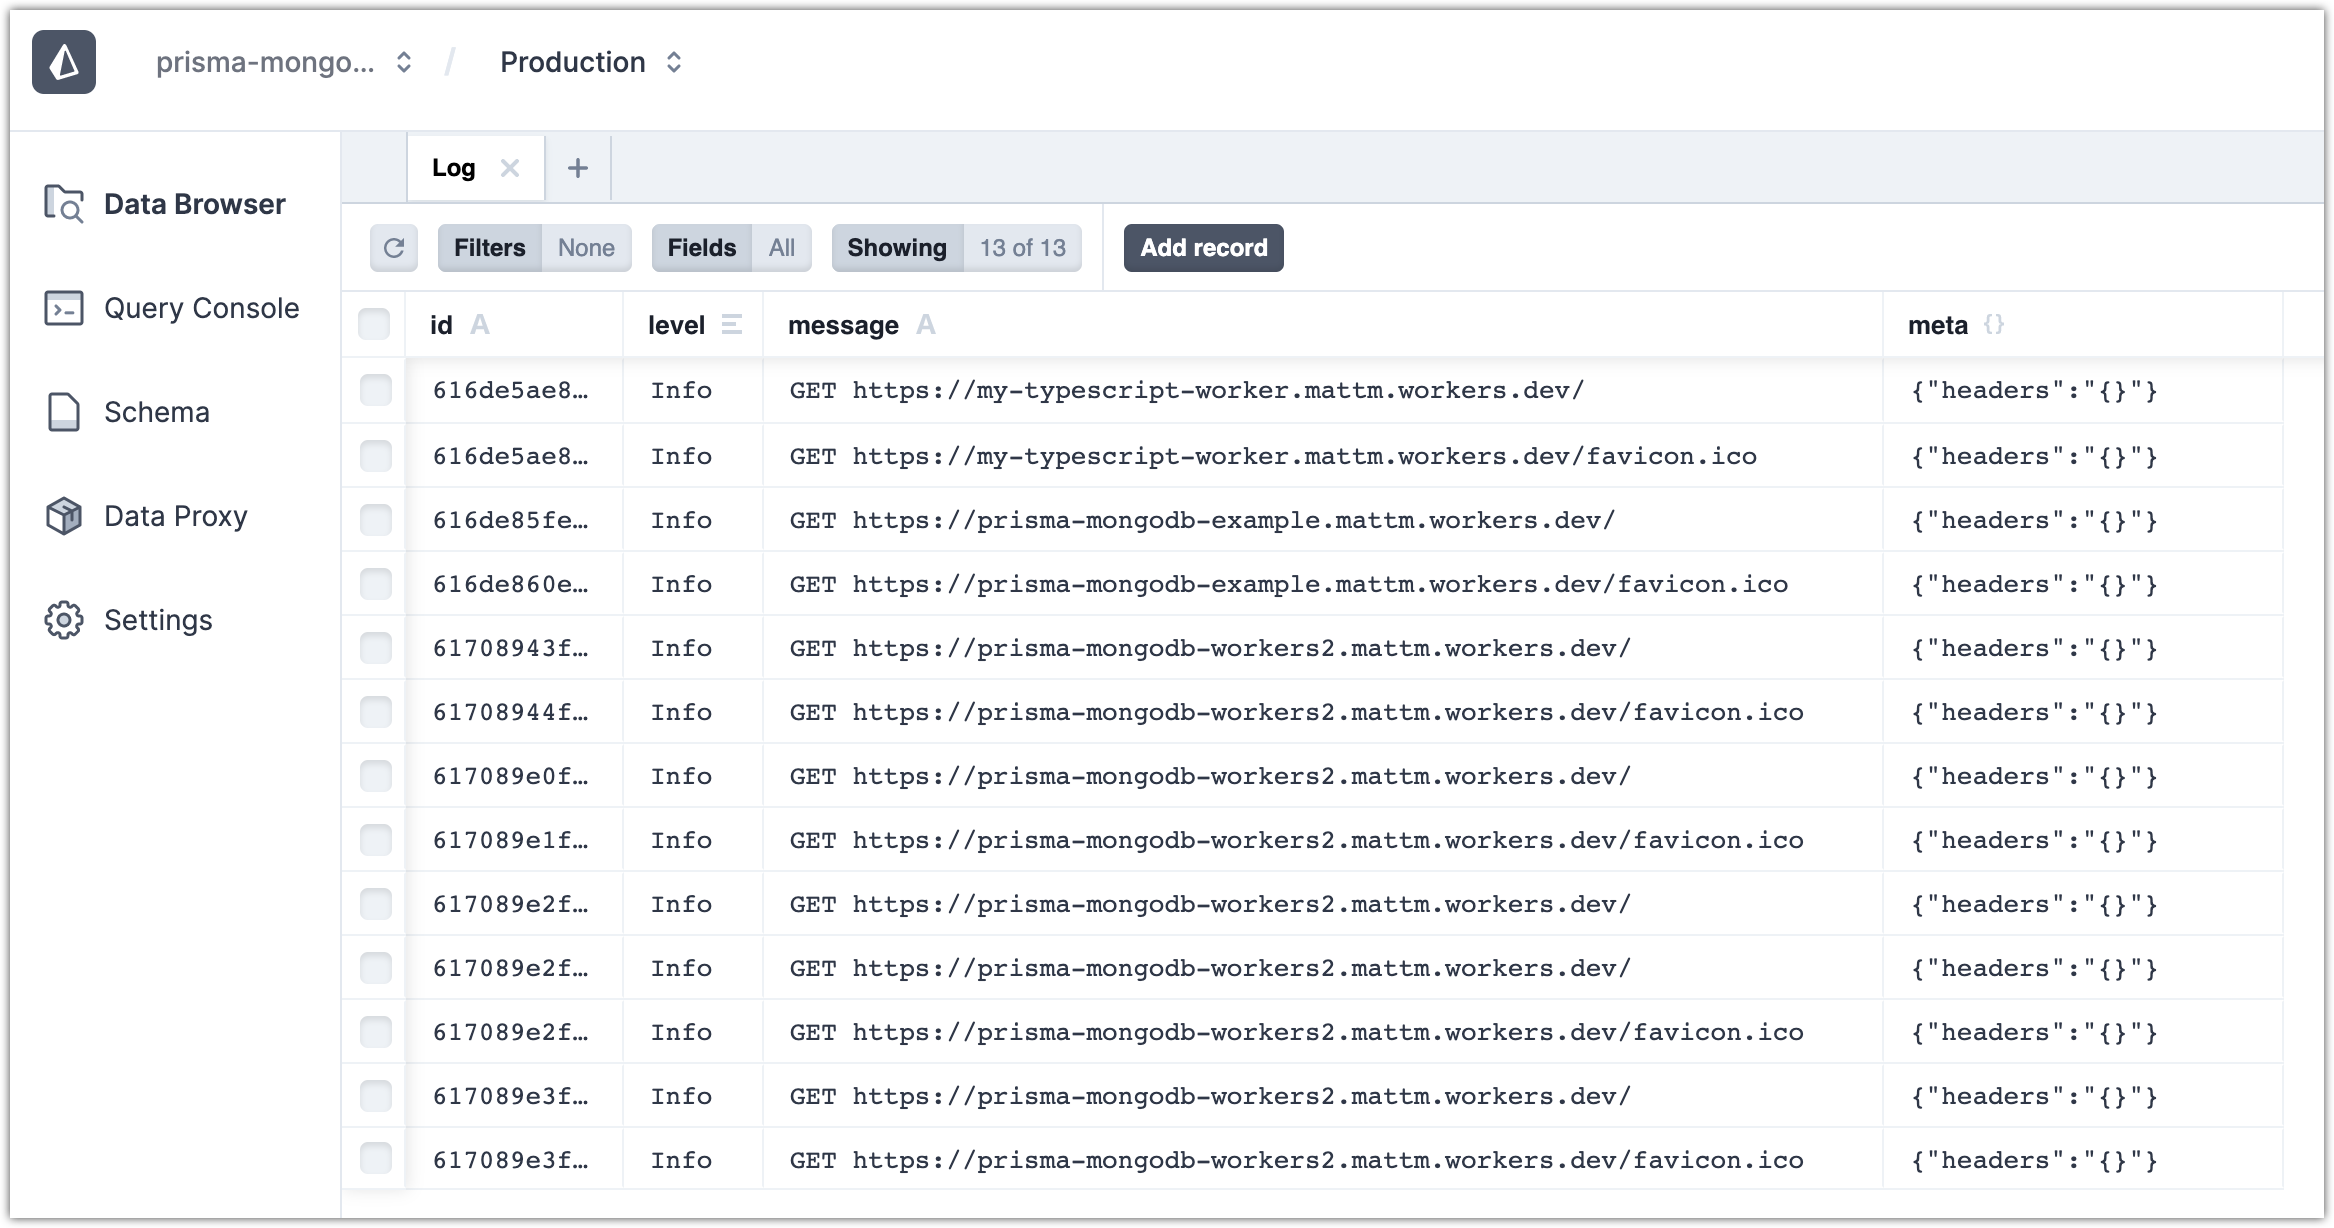 prisma-mongo... / Production
Data Browser
Query Console
Schema
Data Proxy
Settings
Log
Filters None Fields All Showing 13 of 13 Add record
id A level message A meta {}
616de5ae8… Info GET https://my-typescript-worker.mattm.workers.dev/ {"headers":"{}"}
616de5ae8… Info GET https://my-typescript-worker.mattm.workers.dev/favicon.ico {"headers":"{}"}
616de85fe… Info GET https://prisma-mongodb-example.mattm.workers.dev/ {"headers":"{}"}
616de860e… Info GET https://prisma-mongodb-example.mattm.workers.dev/favicon.ico {"headers":"{}"}
61708943f… Info GET https://prisma-mongodb-workers2.mattm.workers.dev/ {"headers":"{}"}
61708944f… Info GET https://prisma-mongodb-workers2.mattm.workers.dev/favicon.ico {"headers":"{}"}
617089e0f… Info GET https://prisma-mongodb-workers2.mattm.workers.dev/ {"headers":"{}"}
617089e1f… Info GET https://prisma-mongodb-workers2.mattm.workers.dev/favicon.ico {"headers":"{}"}
617089e2f… Info GET https://prisma-mongodb-workers2.mattm.workers.dev/ {"headers":"{}"}
617089e2f… Info GET https://prisma-mongodb-workers2.mattm.workers.dev/ {"headers":"{}"}
617089e2f… Info GET https://prisma-mongodb-workers2.mattm.workers.dev/favicon.ico {"headers":"{}"}
617089e3f… Info GET https://prisma-mongodb-workers2.mattm.workers.dev/ {"headers":"{}"}
617089e3f… Info GET https://prisma-mongodb-workers2.mattm.workers.dev/favicon.ico {"headers":"{}"}